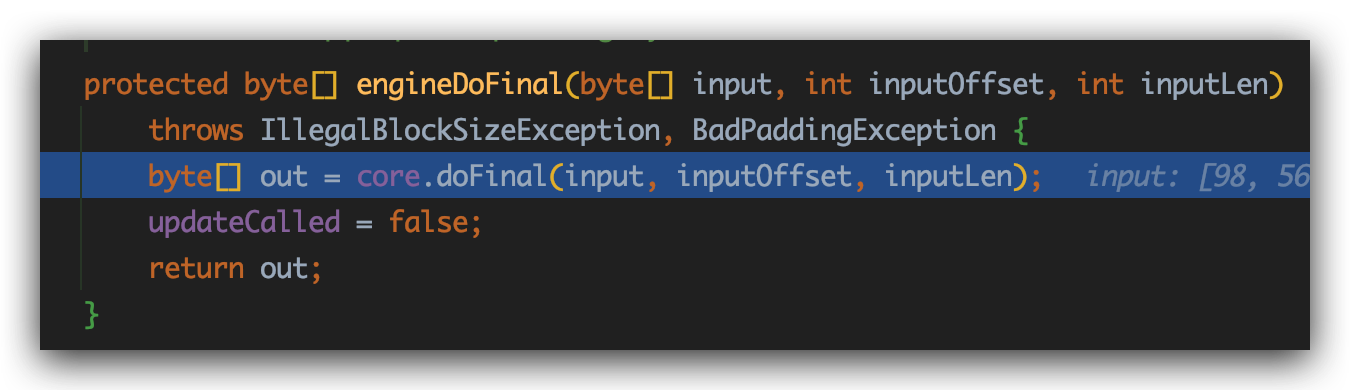 protected byte[] engineDoFinal(byte[] input, int inputOffset, int inputLen)
throws IllegalBlockSizeException, BadPaddingException {
byte[] out = core.doFinal(input, inputOffset, inputLen); input: [98, 56
updateCalled = false;
return out;
}